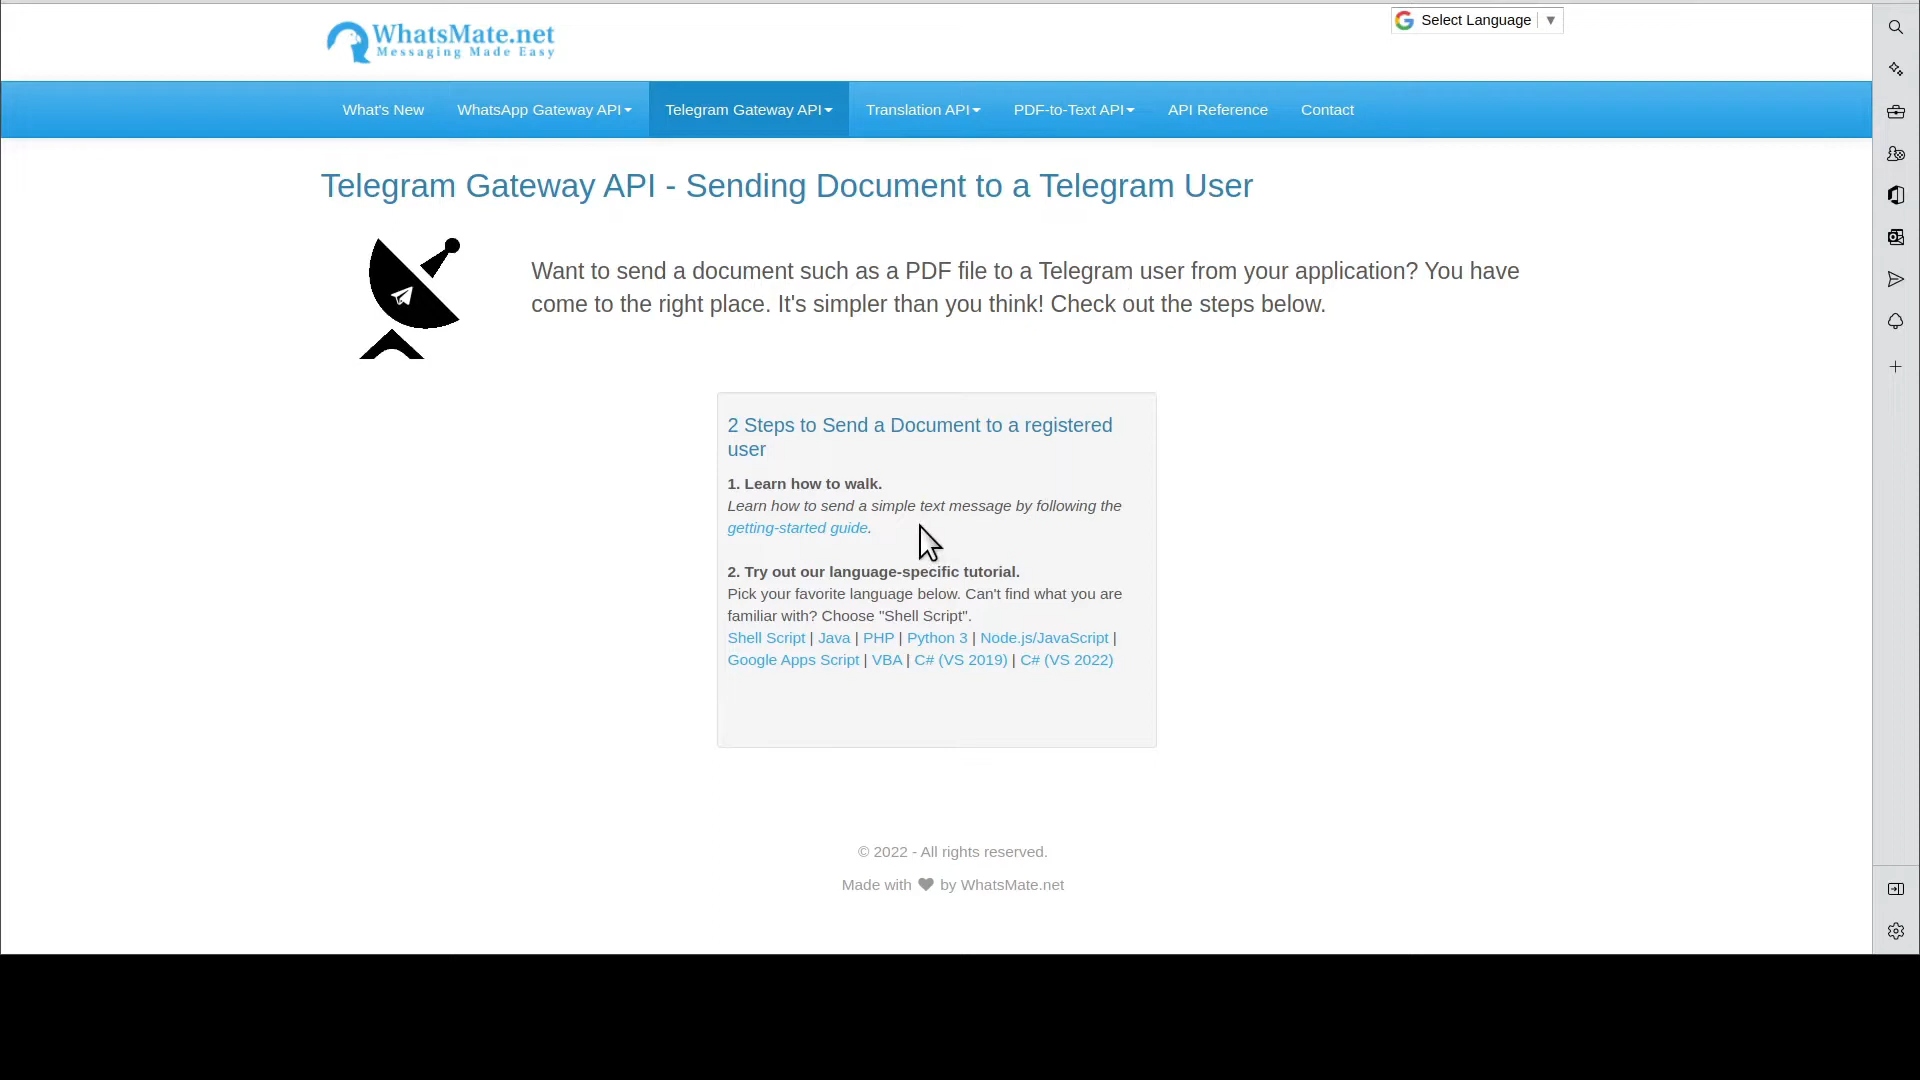 WhatsMate.net
Messaging Made Easy
Select Language ▼
What's New WhatsApp Gateway API Telegram Gateway API Translation API PDF-to-Text API API Reference Contact
Telegram Gateway API - Sending Document to a Telegram User
Want to send a document such as a PDF file to a Telegram user from your application? You have
come to the right place. It's simpler than you think! Check out the steps below.
2 Steps to Send a Document to a registered
user
1. Learn how to walk.
Learn how to send a simple text message by following the
getting-started guide.
2. Try out our language-specific tutorial.
Pick your favorite language below. Can't find what you are
familiar with? Choose "Shell Script".
Shell Script | Java | PHP | Python 3 | Node.js/JavaScript |
Google Apps Script | VBA | C# (VS 2019) | C# (VS 2022)
© 2022 - All rights reserved.
Made with ♥ by WhatsMate.net